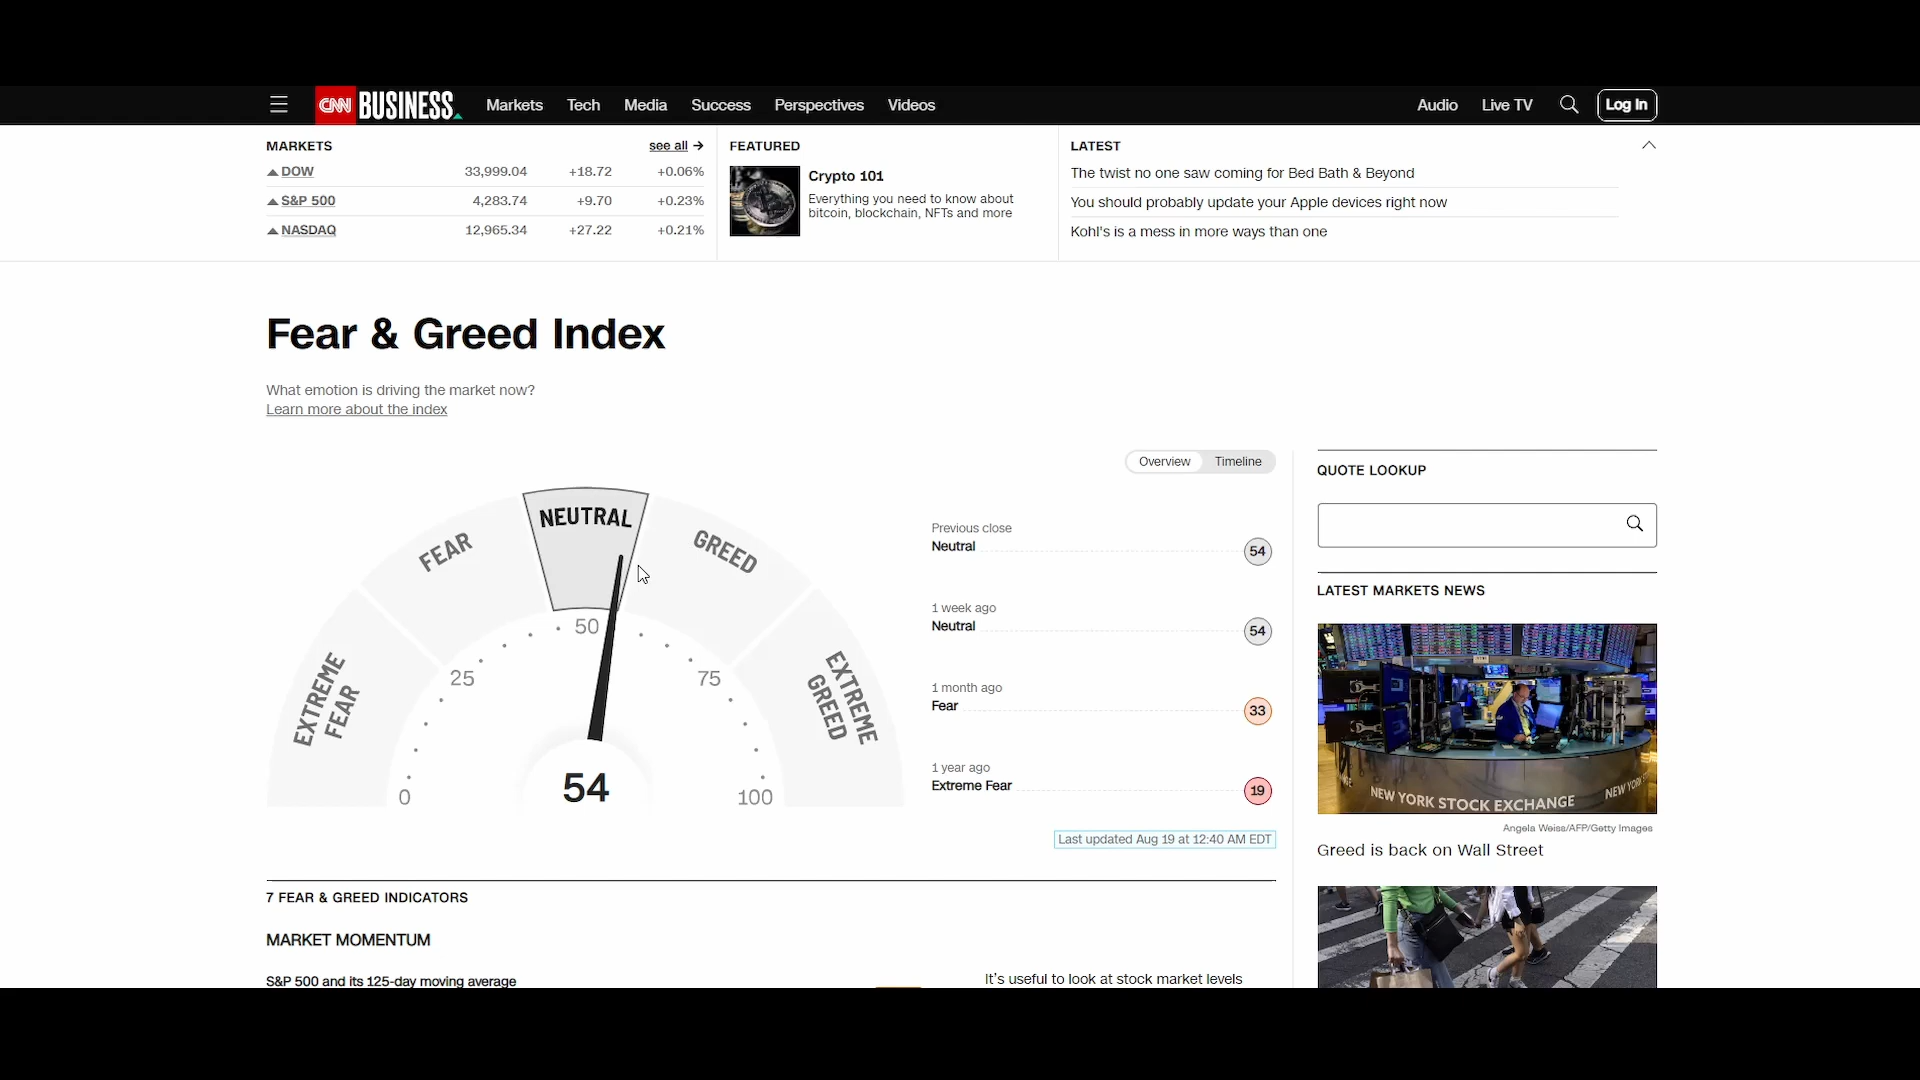 CNN BUSINESS
Markets Tech Media Success Perspectives Videos Audio Live TV Log In
MARKETS
see all →
DOW 33,999.04 +18.72 +0.06%
S&P 500 4,283.74 +9.70 +0.23%
NASDAQ 12,965.34 +27.22 +0.21%
FEATURED
Crypto 101
Everything you need to know about
bitcoin, blockchain, NFTs and more
LATEST
The twist no one saw coming for Bed Bath & Beyond
You should probably update your Apple devices right now
Kohl's is a mess in more ways than one
Fear & Greed Index
What emotion is driving the market now?
Learn more about the index
Overview Timeline
EXTREME
FEAR
FEAR
NEUTRAL
GREED
EXTREME
GREED
0
25
50
75
100
54
Previous close
Neutral 54
1 week ago
Neutral 54
1 month ago
Fear 33
1 year ago
Extreme Fear 19
Last updated Aug 19 at 12:40 AM EDT
7 FEAR & GREED INDICATORS
MARKET MOMENTUM
S&P 500 and its 125-day moving average
It's useful to look at stock market levels
QUOTE LOOKUP
LATEST MARKETS NEWS
NEW YORK STOCK EXCHANGE
NEW YO
Angela Weiss/AFP/Getty Images
Greed is back on Wall Street